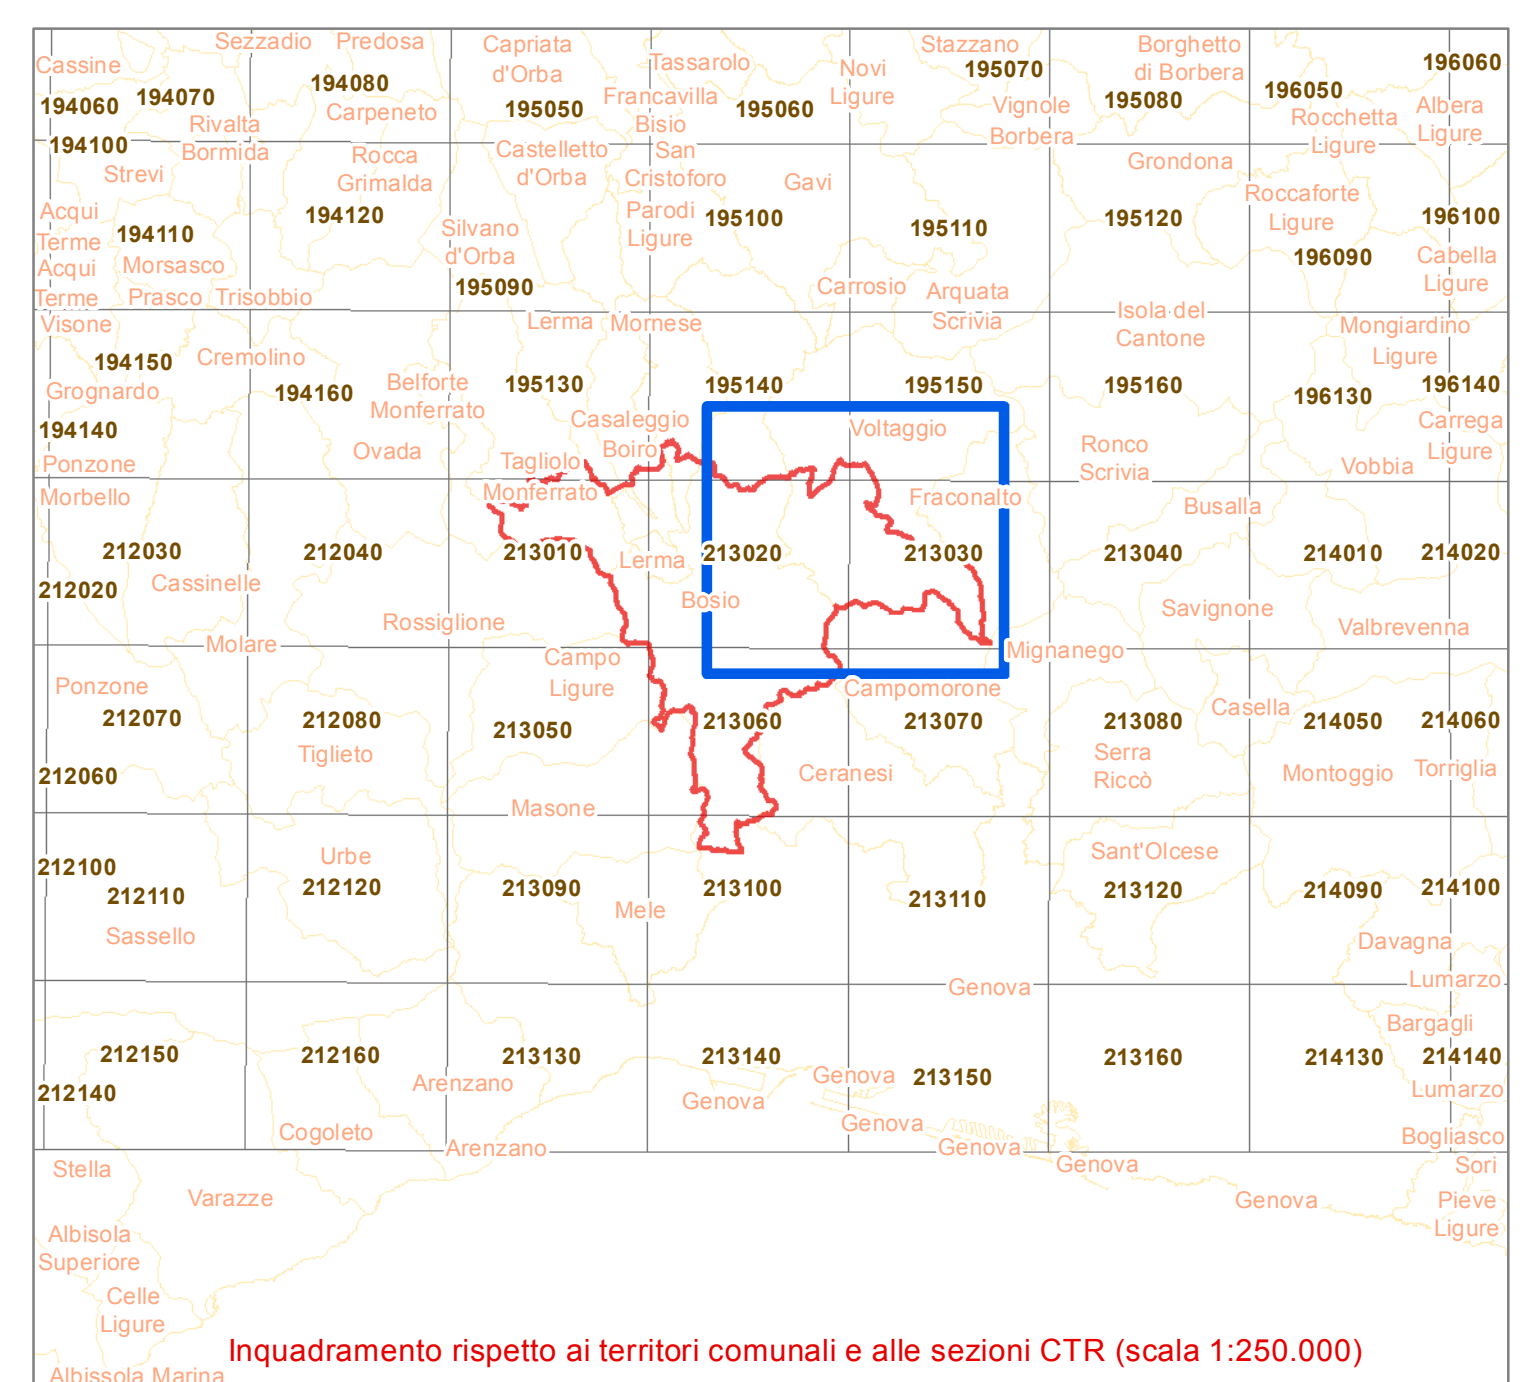 Sezzadio
Predosa
Capriata
d'Orba
Stazzano
Borghetto
di Borbera
Cassine
Tassarolo
Novi
Ligure
195070
196060
194060
194070
194080
195050
Francavilla
Bisio
195060
195080
196050
Carpeneto
Vignole
Borbera
Rocchetta
Ligure
Albera
Ligure
Rivalta
Bormida
194100
Strevi
Rocca
Grimalda
Castelletto
d'Orba
San
Cristoforo
Gavi
Grondona
Roccaforte
Ligure
Acqui
Terme
194110
194120
Silvano
d'Orba
Parodi
Ligure
195100
195110
195120
196100
Acqui
Terme
Morsasco
196090
Cabella
Ligure
Prasco
Trisobbio
195090
Carrosio
Arquata
Scrivia
Isola del
Cantone
Visone
Lerma
Mornese
Mongiardino
Ligure
194150
Cremolino
Grognardo
194160
Belforte
Monferrato
195130
195140
195150
195160
196130
196140
194140
Casaleggio
Boiro
Voltaggio
Carrega
Ligure
Ovada
Ronco
Scrivia
Ponzone
Tagliolo
Monferrato
Vobbia
Morbello
Fraconalto
Busalla
212030
212040
213010
213020
213030
213040
214010
214020
212020
Cassinelle
Lerma
Bosio
Savignone
Rossiglione
Valbrevenna
Molare
Campo
Ligure
Mignanego
Ponzone
Campomorone
212070
212080
213050
213060
213070
213080
Casella
214050
214060
Tiglieto
Serra
Riccò
212060
Ceranesi
Montoggio
Torriglia
Masone
Urbe
Sant'Olcese
212100
212110
212120
213090
213100
213110
213120
214090
214100
Mele
Sassello
Davagna
Genova
Lumarzo
Bargagli
212150
212160
213130
213140
213150
213160
214130
214140
212140
Arenzano
Genova
Genova
Lumarzo
Cogoleto
Genova
Bogliasco
Arenzano
Genova
Genova
Sori
Stella
Varazze
Genova
Pieve
Ligure
Albisola
Superiore
Celle
Ligure
Inquadramento rispetto ai territori comunali e alle sezioni CTR (scala 1:250.000)
Albissola Marina